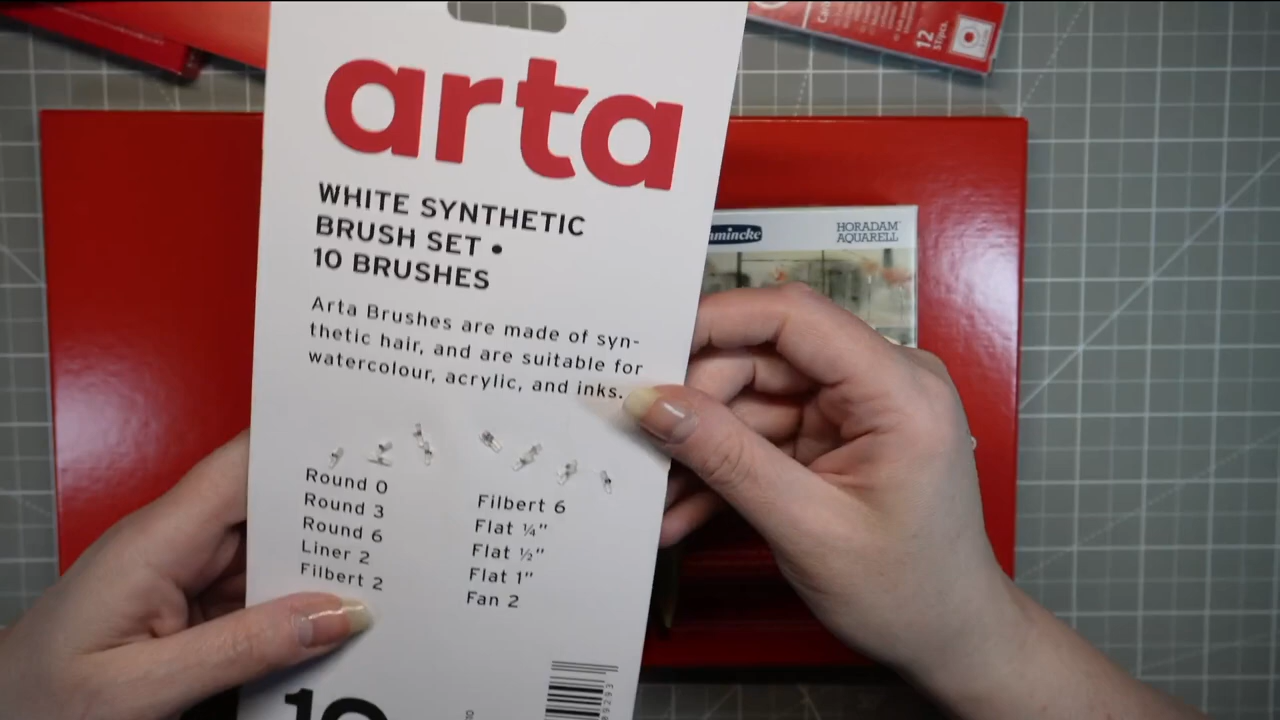 arta
WHITE SYNTHETIC
BRUSH SET •
10 BRUSHES
Arta Brushes are made of syn-
thetic hair, and are suitable for
watercolour, acrylic, and inks.
Round 0
Round 3
Round 6
Liner 2
Filbert 2
Filbert 6
Flat ¼"
Flat ½"
Flat 1"
Fan 2
10
HORADAM®
AQUARELL
12